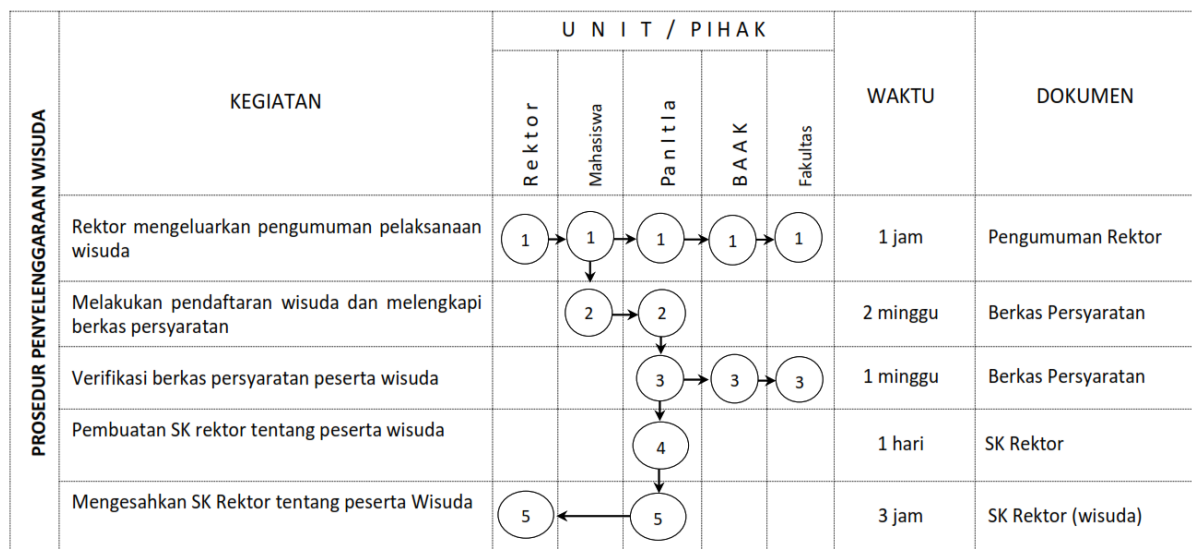 PROSEDUR PENYELENGGARAAN WISUDA
KEGIATAN
U N I T / PIHAK
Rektor
Mahasiswa
PanItIa
BAAK
Fakultas
WAKTU
DOKUMEN
Rektor mengeluarkan pengumuman pelaksanaan
wisuda
1 1 1 1 1
1 jam
Pengumuman Rektor
Melakukan pendaftaran wisuda dan melengkapi
berkas persyaratan
2 2
2 minggu
Berkas Persyaratan
Verifikasi berkas persyaratan peserta wisuda
3 3 3
1 minggu
Berkas Persyaratan
Pembuatan SK rektor tentang peserta wisuda
4
1 hari
SK Rektor
Mengesahkan SK Rektor tentang peserta Wisuda
5 5
3 jam
SK Rektor (wisuda)